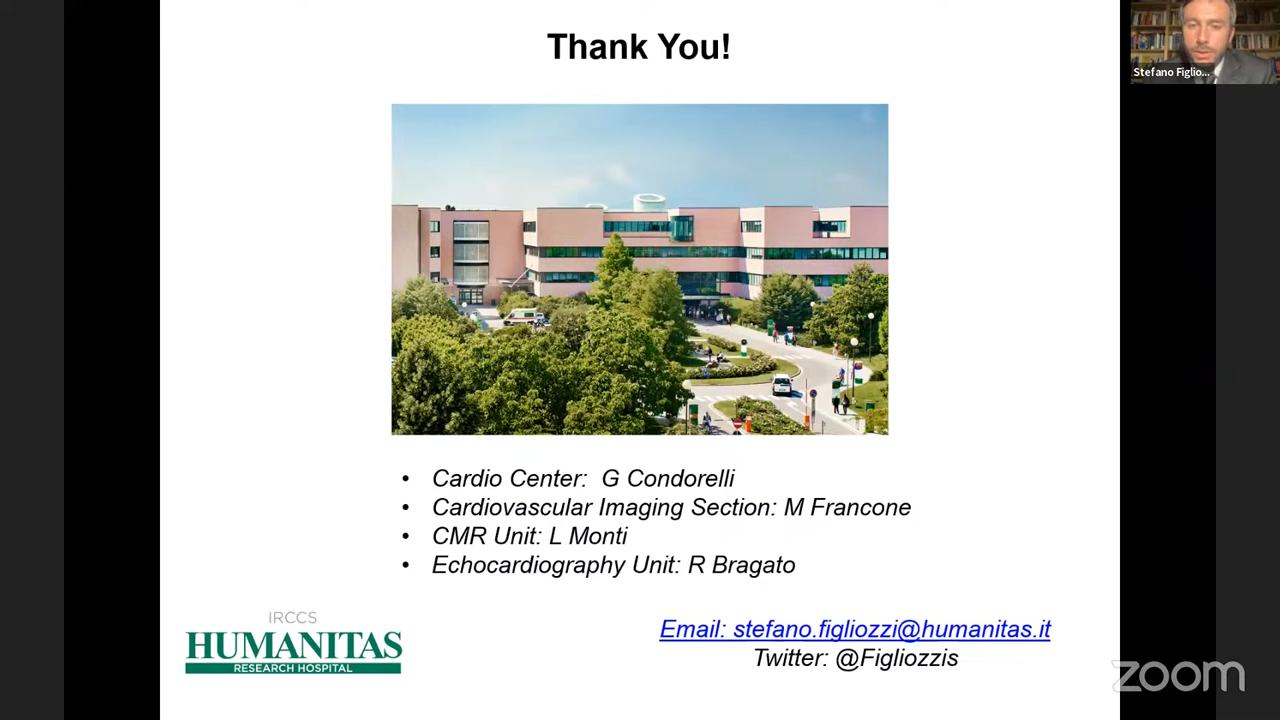 Thank You!
Stefano Figlio...
• Cardio Center: G Condorelli
• Cardiovascular Imaging Section: M Francone
• CMR Unit: L Monti
• Echocardiography Unit: R Bragato
IRCCS
HUMANITAS
RESEARCH HOSPITAL
Email: stefano.figliozzi@humanitas.it
Twitter: @Figliozzis
zoom